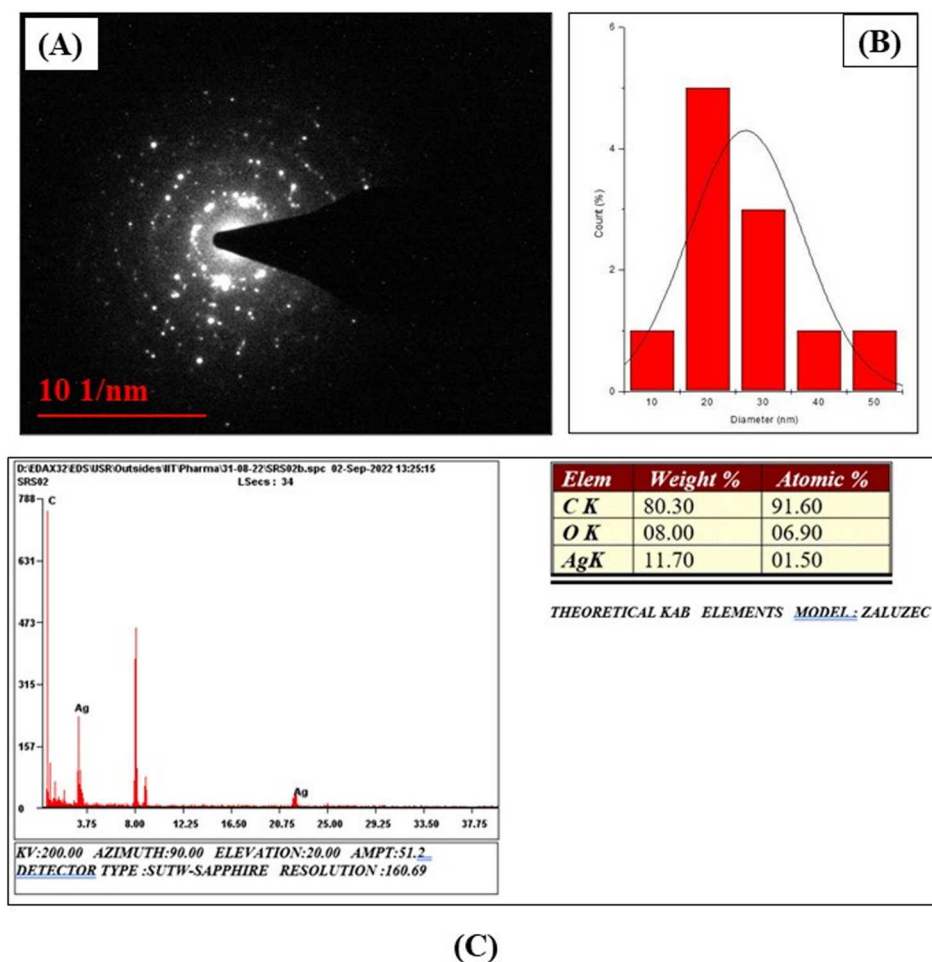 (A)
10 1/nm
(B)
6
4
2
0
Count (%)
10 20 30 40 50
Diameter (nm)
D:\EDAX32\EDS\USR\Outsides\IIT\Pharma\31-08-22\SRS02b.spc 02-Sep-2022 13:25:15
SRS02 LSecs : 34
788
631
473
315
157
0
C
Ag
Ag
3.75 8.00 12.25 16.50 20.75 25.00 29.25 33.50 37.75
KV:200.00 AZIMUTH:90.00 ELEVATION:20.00 AMPT:51.2
DETECTOR TYPE :SUTW-SAPPHIRE RESOLUTION :160.69
Elem Weight % Atomic %
C K 80.30 91.60
O K 08.00 06.90
AgK 11.70 01.50
THEORETICAL KAB ELEMENTS MODEL : ZALUZEC
(C)